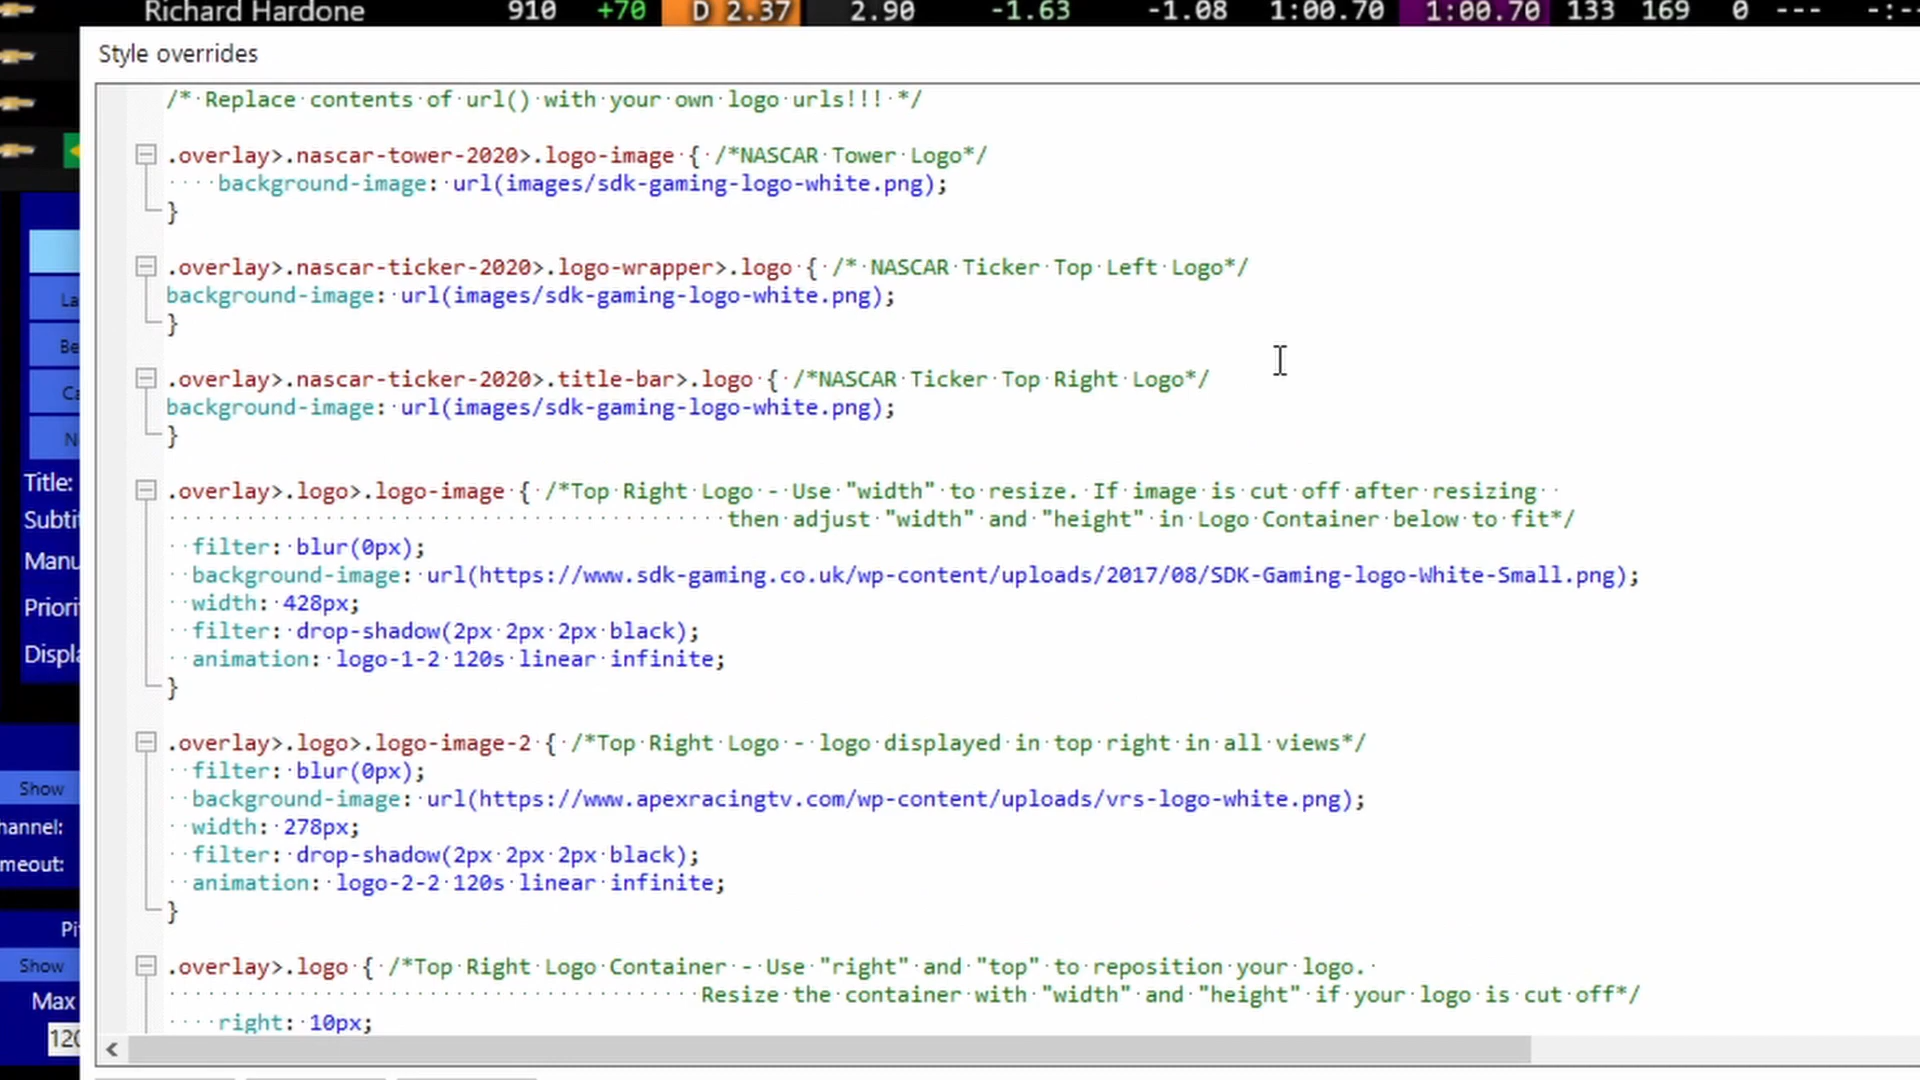 Richard Hardone 910 +70 D 2.37 2.90 -1.63 -1.08 1:00.70 1:00.70 133 169 0 ---
Style overrides
/* Replace contents of url() with your own logo urls!!! */
.overlay>.nascar-tower-2020>.logo-image { /*NASCAR Tower Logo*/
background-image: url(images/sdk-gaming-logo-white.png);
}
.overlay>.nascar-ticker-2020>.logo-wrapper>.logo { /* NASCAR Ticker Top Left Logo*/
background-image: url(images/sdk-gaming-logo-white.png);
}
.overlay>.nascar-ticker-2020>.title-bar>.logo { /*NASCAR Ticker Top Right Logo*/
background-image: url(images/sdk-gaming-logo-white.png);
}
.overlay>.logo>.logo-image { /*Top Right Logo - Use "width" to resize. If image is cut off after resizing
then adjust "width" and "height" in Logo Container below to fit*/
filter: blur(0px);
background-image: url(https://www.sdk-gaming.co.uk/wp-content/uploads/2017/08/SDK-Gaming-logo-White-Small.png);
width: 428px;
filter: drop-shadow(2px 2px 2px black);
animation: logo-1-2 120s linear infinite;
}
.overlay>.logo>.logo-image-2 { /*Top Right Logo - logo displayed in top right in all views*/
filter: blur(0px);
background-image: url(https://www.apexracingtv.com/wp-content/uploads/vrs-logo-white.png);
width: 278px;
filter: drop-shadow(2px 2px 2px black);
animation: logo-2-2 120s linear infinite;
}
.overlay>.logo { /*Top Right Logo Container - Use "right" and "top" to reposition your logo.
Resize the container with "width" and "height" if your logo is cut off*/
right: 10px;
La
Be
Ca
N
Title:
Subtit
Manu
Priori
Displa
Show
hannel:
meout:
Pi
Show
Max
120